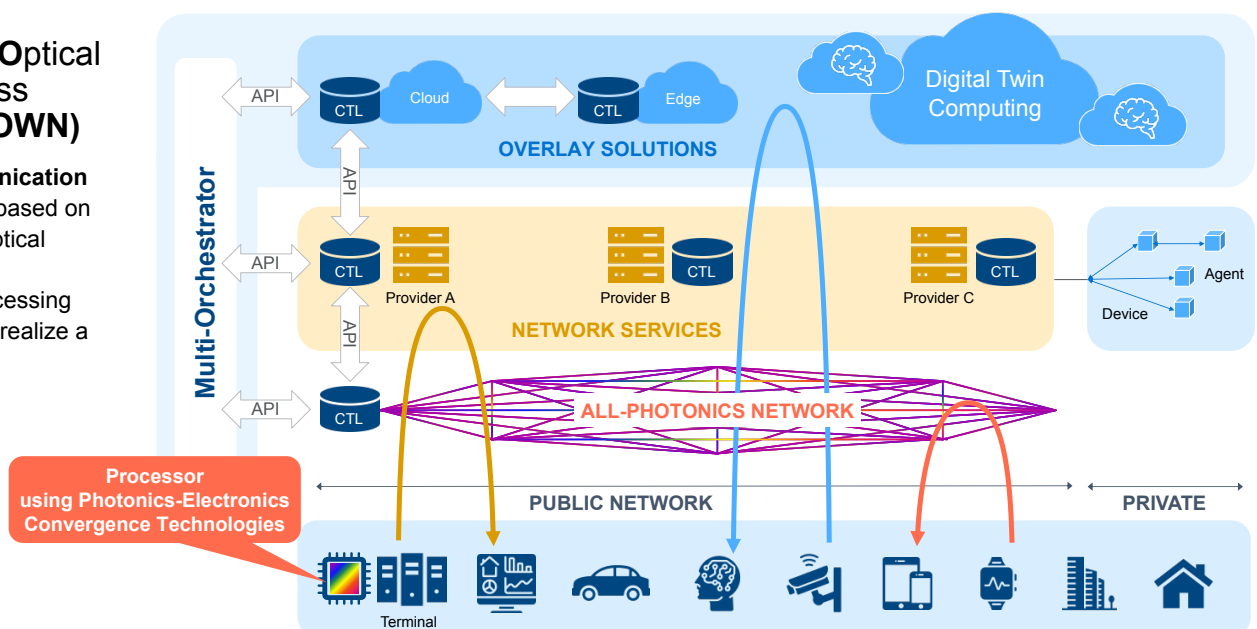 Optical
ss
OWN)
nication
based on
tical
cessing
realize a
Multi-Orchestrator
API
CTL
Cloud
CTL
Edge
Digital Twin
Computing
OVERLAY SOLUTIONS
API
API
CTL
Provider A
Provider B
CTL
Provider C
CTL
Agent
Device
NETWORK SERVICES
API
API
CTL
ALL-PHOTONICS NETWORK
Processor
using Photonics-Electronics
Convergence Technologies
PUBLIC NETWORK
PRIVATE
Terminal